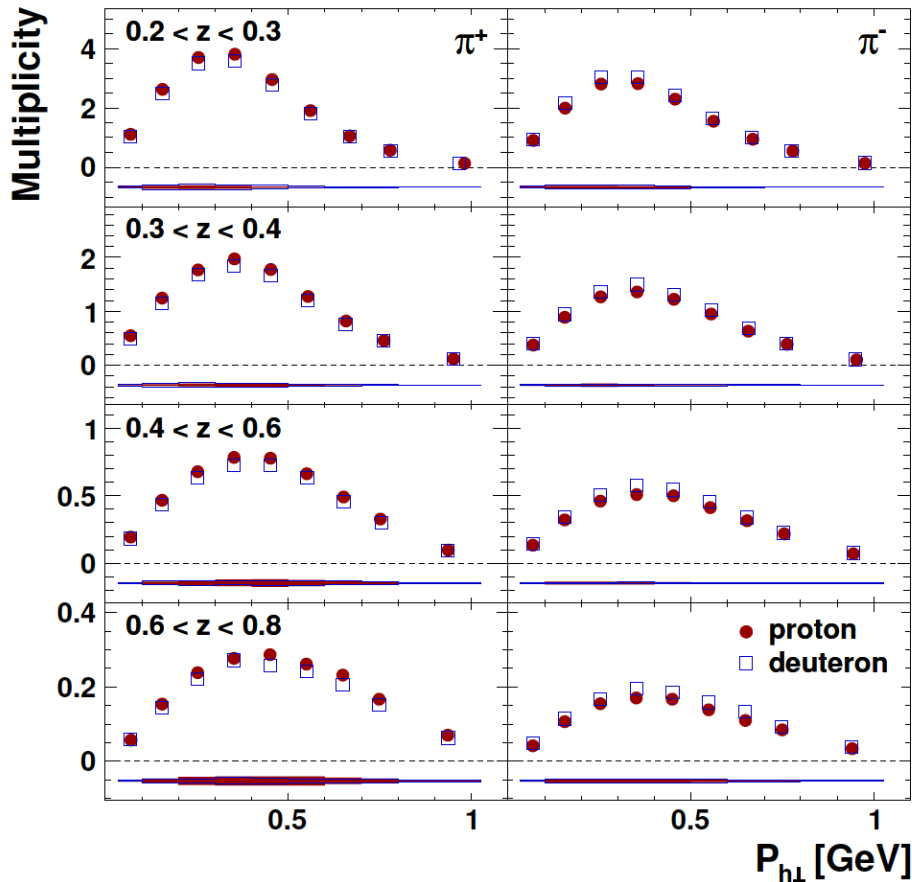 Multiplicity
0.2 < z < 0.3
π+
π-
4
2
0
0.3 < z < 0.4
2
1
0
0.4 < z < 0.6
1
0.5
0
0.6 < z < 0.8
proton
deuteron
0.4
0.2
0
0.5
1
0.5
1
Ph⊥ [GeV]